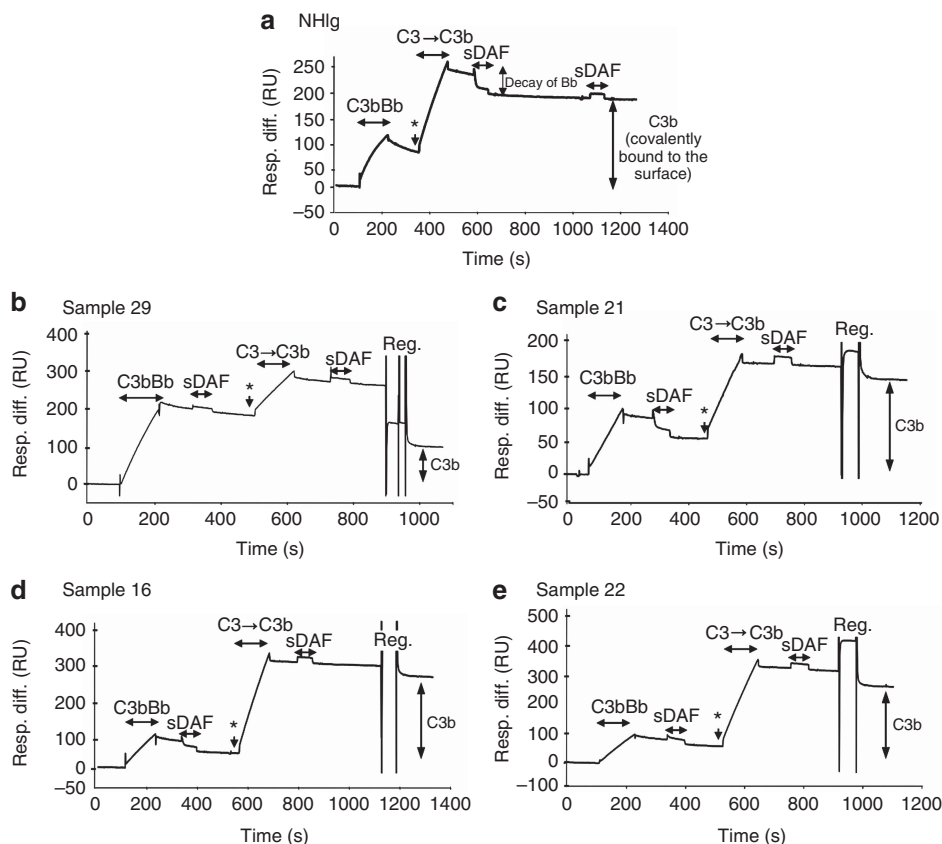 a NHIg
C3→C3b
sDAF
Decay of Bb
sDAF
C3bBb
*
C3b
(covalently
bound to the
surface)
Resp. diff. (RU)
250
200
150
100
50
0
−50
0 200 400 600 800 1000 1200 1400
Time (s)
b Sample 29
C3→C3b
Reg.
C3bBb
sDAF
*
sDAF
C3b
Resp. diff. (RU)
400
300
200
100
0
0 200 400 600 800 1000
Time (s)
c Sample 21
C3→C3b
Reg.
sDAF
C3bBb
sDAF
*
C3b
Resp. diff. (RU)
200
150
100
50
0
−50
0 200 400 600 800 1000 1200
Time (s)
d Sample 16
C3→C3b
sDAF
Reg.
C3bBb
sDAF
*
C3b
Resp. diff. (RU)
400
300
200
100
0
−50
0 200 400 600 800 1000 1200 1400
Time (s)
e Sample 22
C3→C3b
Reg.
sDAF
C3bBb
sDAF
*
C3b
Resp. diff. (RU)
500
400
300
200
100
0
−100
0 200 400 600 800 1000 1200
Time (s)